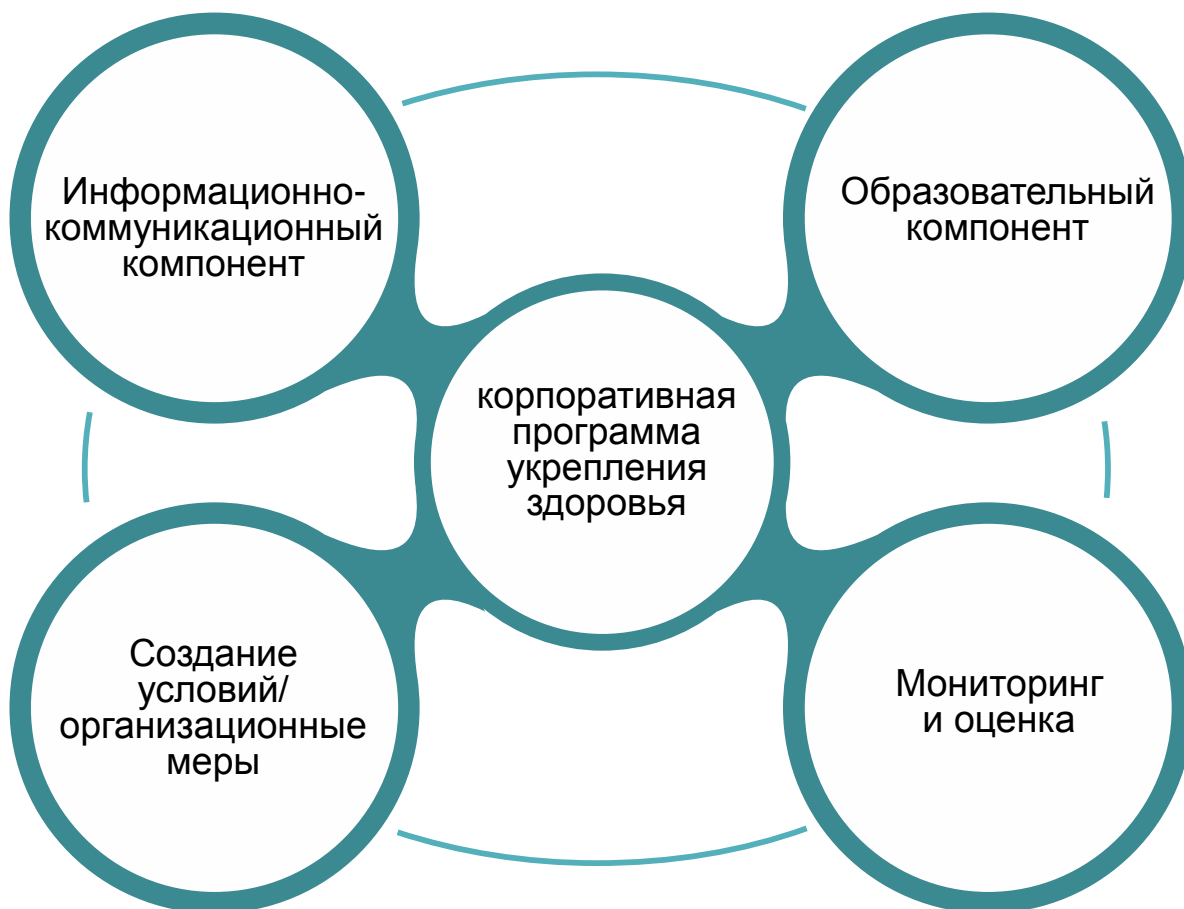 Информационно-
коммуникационный
компонент
Образовательный
компонент
корпоративная
программа
укрепления
здоровья
Создание
условий/
организационные
меры
Мониторинг
и оценка